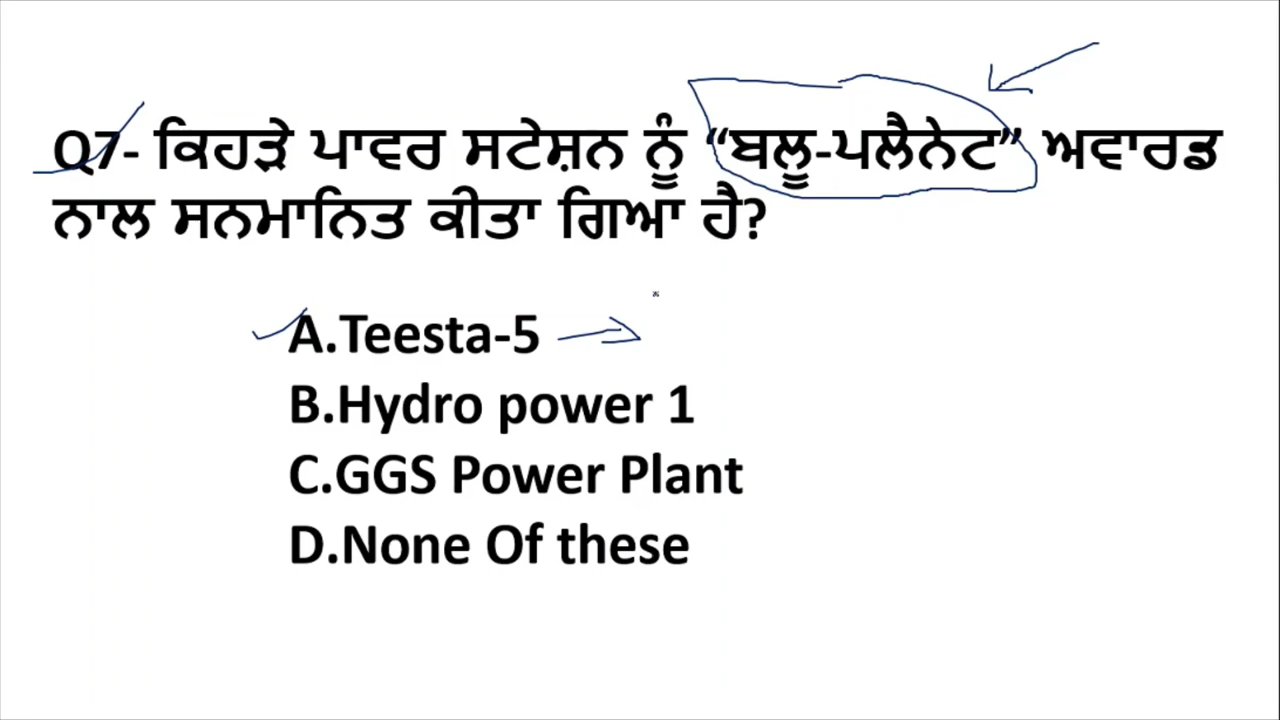 Q7- ਕਿਹੜੇ ਪਾਵਰ ਸਟੇਸ਼ਨ ਨੂੰ “ਬਲੂ-ਪਲੈਨੇਟ” ਅਵਾਰਡ
ਨਾਲ ਸਨਮਾਨਿਤ ਕੀਤਾ ਗਿਆ ਹੈ?
A.Teesta-5
B.Hydro power 1
C.GGS Power Plant
D.None Of these